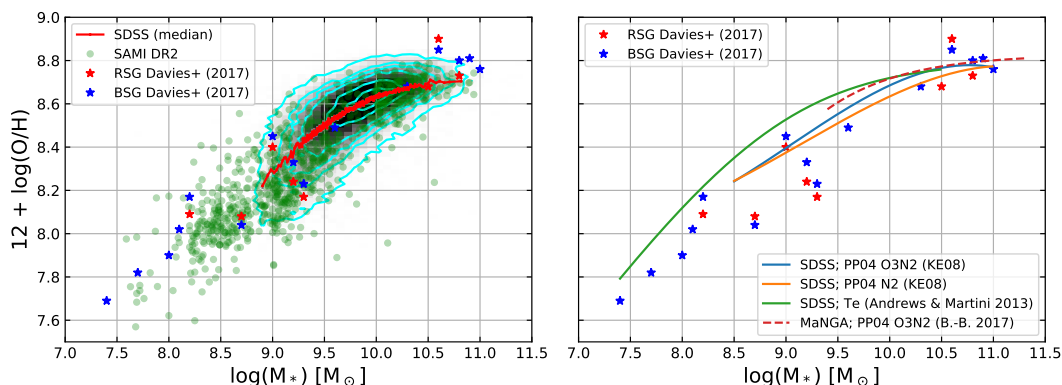 9.0
8.8
8.6
8.4
8.2
8.0
7.8
7.6
12 + log(O/H)
SDSS (median)
SAMI DR2
RSG Davies+ (2017)
BSG Davies+ (2017)
7.0 7.5 8.0 8.5 9.0 9.5 10.0 10.5 11.0 11.5
log(M*) [M☉]
RSG Davies+ (2017)
BSG Davies+ (2017)
SDSS; PP04 O3N2 (KE08)
SDSS; PP04 N2 (KE08)
SDSS; Te (Andrews & Martini 2013)
MaNGA; PP04 O3N2 (B.-B. 2017)
7.0 7.5 8.0 8.5 9.0 9.5 10.0 10.5 11.0 11.5
log(M*) [M☉]